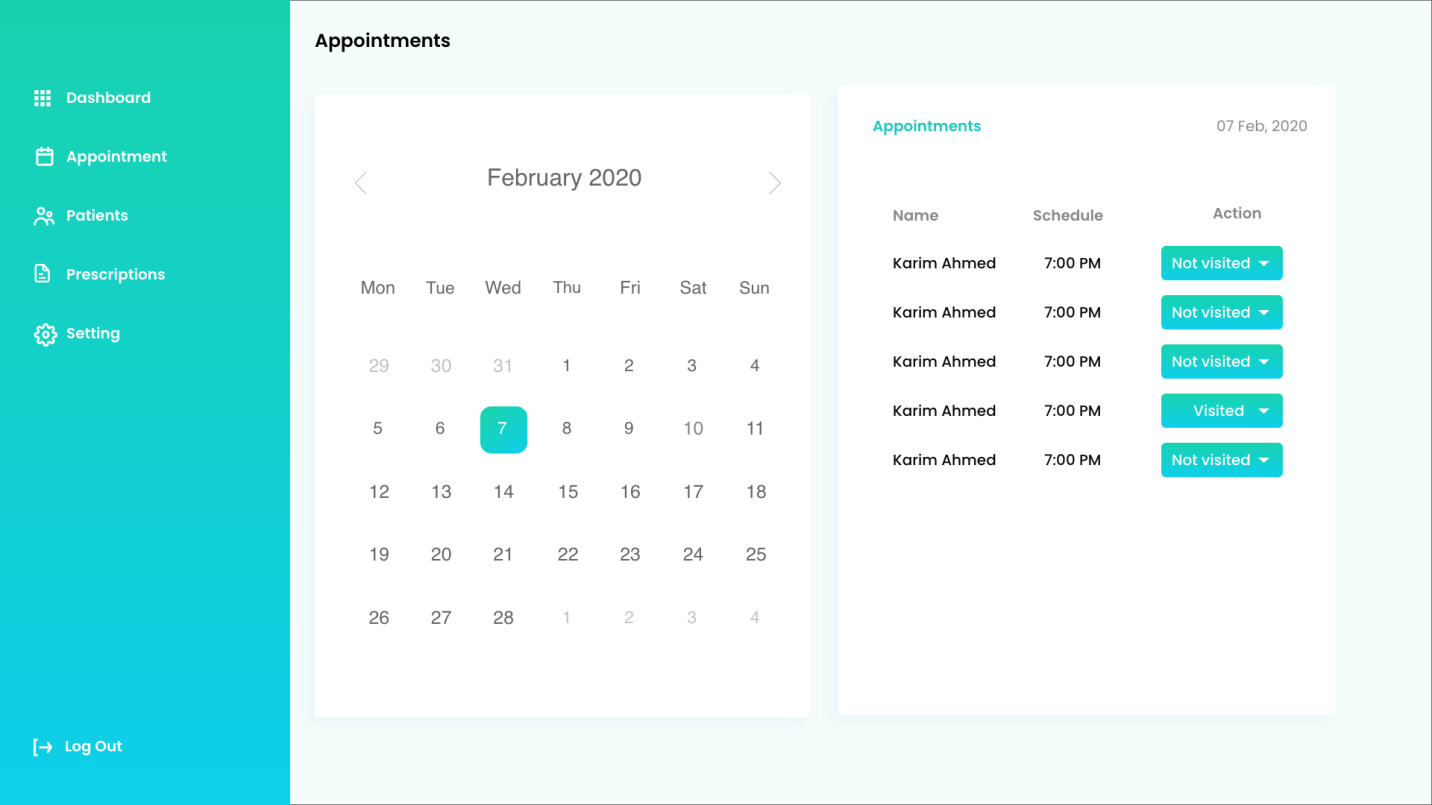 Appointments
Dashboard
Appointment
Patients
Prescriptions
Setting
Log Out
February 2020
Mon Tue Wed Thu Fri Sat Sun
29 30 31 1 2 3 4
5 6 7 8 9 10 11
12 13 14 15 16 17 18
19 20 21 22 23 24 25
26 27 28 1 2 3 4
Appointments 07 Feb, 2020
Name Schedule Action
Karim Ahmed 7:00 PM Not visited
Karim Ahmed 7:00 PM Not visited
Karim Ahmed 7:00 PM Not visited
Karim Ahmed 7:00 PM Visited
Karim Ahmed 7:00 PM Not visited